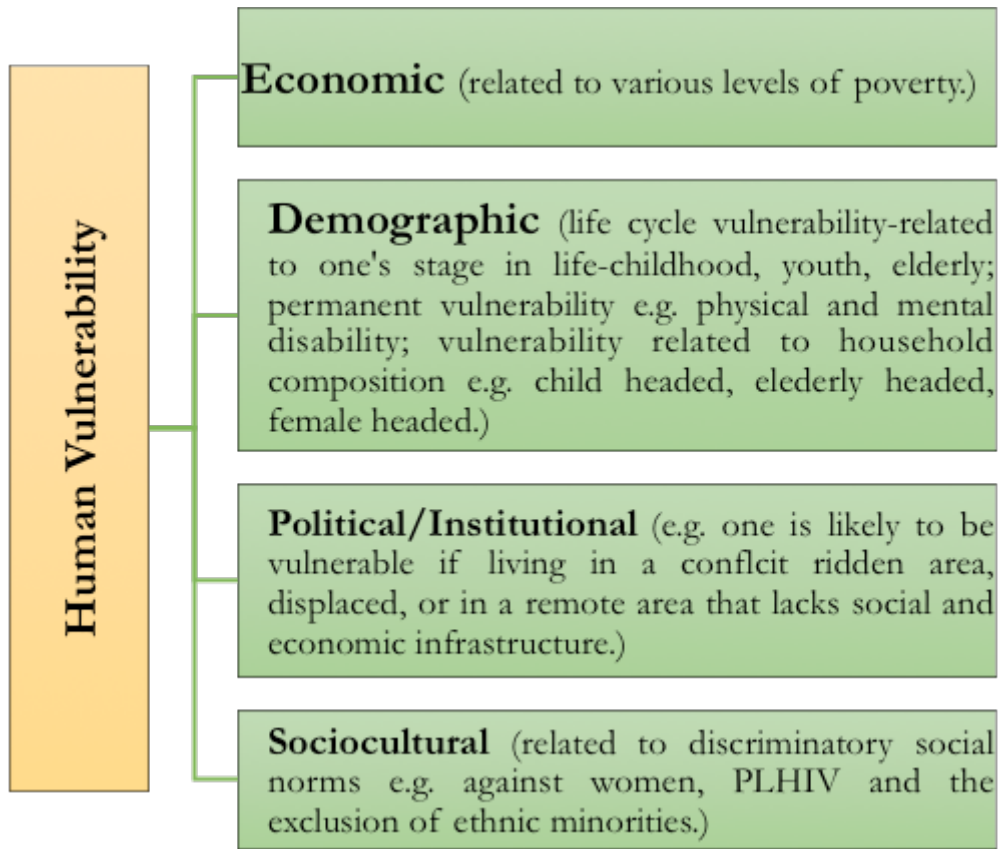 Human Vulnerability
Economic (related to various levels of poverty.)
Demographic (life cycle vulnerability-related
to one's stage in life-childhood, youth, elderly;
permanent vulnerability e.g. physical and mental
disability; vulnerability related to household
composition e.g. child headed, elederly headed,
female headed.)
Political/Institutional (e.g. one is likely to be
vulnerable if living in a conflcit ridden area,
displaced, or in a remote area that lacks social and
economic infrastructure.)
Sociocultural (related to discriminatory social
norms e.g. against women, PLHIV and the
exclusion of ethnic minorities.)